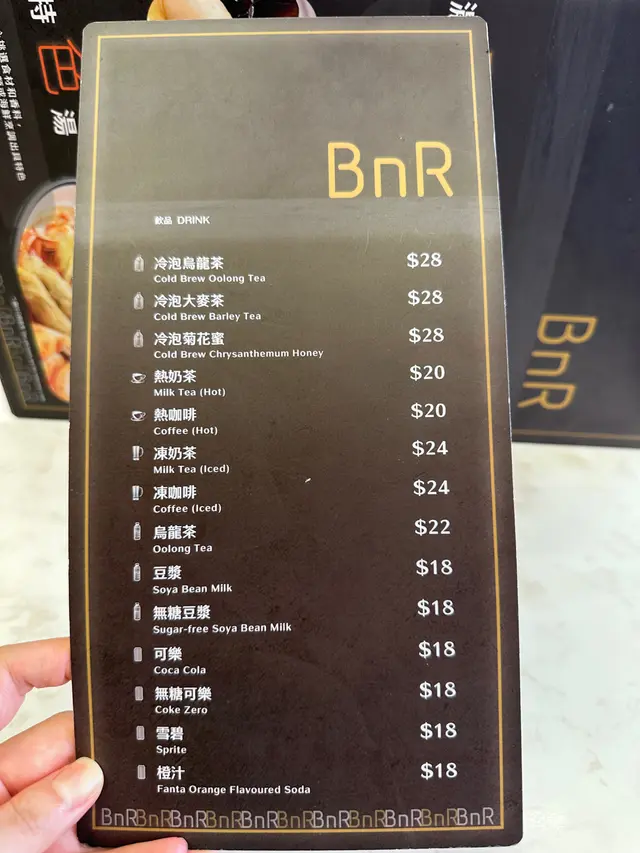 特
色
湯
BnR
飲品 DRINK
冷泡烏龍茶 $28
Cold Brew Oolong Tea
冷泡大麥茶 $28
Cold Brew Barley Tea
冷泡菊花蜜 $28
Cold Brew Chrysanthemum Honey
熱奶茶 $20
Milk Tea (Hot)
熱咖啡 $20
Coffee (Hot)
凍奶茶 $24
Milk Tea (Iced)
凍咖啡 $24
Coffee (Iced)
烏龍茶 $22
Oolong Tea
豆漿 $18
Soya Bean Milk
無糖豆漿 $18
Sugar-free Soya Bean Milk
可樂 $18
Coca Cola
無糖可樂 $18
Coke Zero
雪碧 $18
Sprite
橙汁 $18
Fanta Orange Flavoured Soda
BnRBnRBnRBnRBnRBnRBnRBnRBnRBnRBnR
BnR